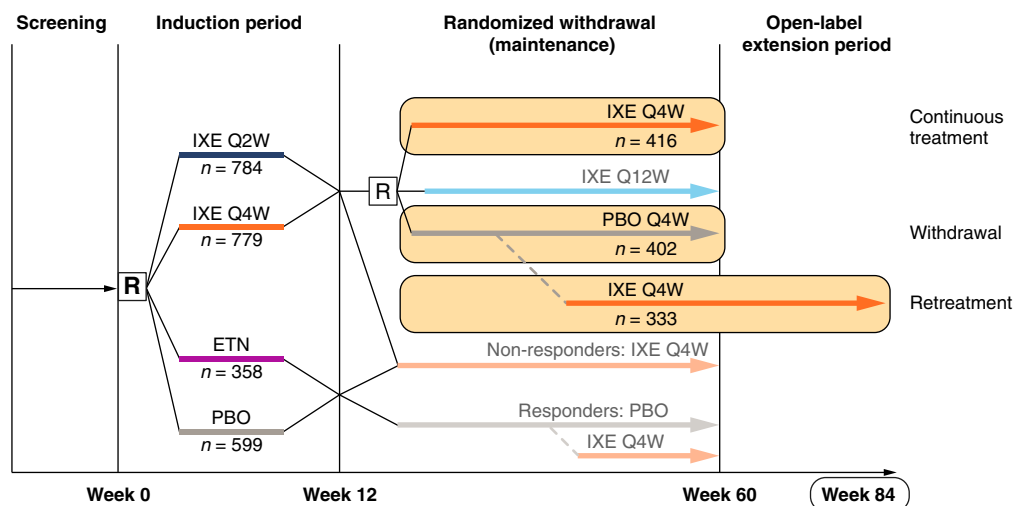 Screening
Induction period
Randomized withdrawal
(maintenance)
Open-label
extension period
IXE Q2W
n = 784
IXE Q4W
n = 779
R
ETN
n = 358
PBO
n = 599
R
IXE Q4W
n = 416
Continuous
treatment
IXE Q12W
PBO Q4W
n = 402
Withdrawal
IXE Q4W
n = 333
Retreatment
Non-responders: IXE Q4W
Responders: PBO
IXE Q4W
Week 0
Week 12
Week 60
Week 84